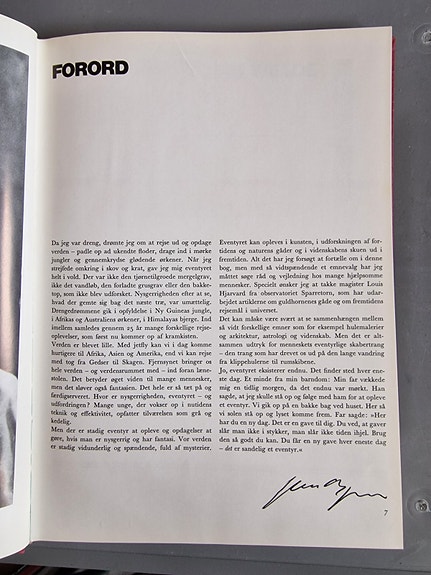 FORORD
Da jeg var dreng, drømte jeg om at rejse ud og opdage
verden – padle op ad ukendte floder, drage ind i mørke
jungler og gennemkrydse glødende ørkener. Når jeg
strejfede omkring i skov og krat, gav jeg mig eventyret
helt i vold. Der var ikke den tjørnetilgroede mergelgrav,
ikke det vandløb, den forladte grusgrav eller den bakke-
top, som ikke blev udforsket. Nysgerrigheden efter at se,
hvad der gemte sig bag det næste træ, var umættelig.
Drengedrømmene gik i opfyldelse i Ny Guineas jungle,
i Afrikas og Australiens ørkener, i Himalayas bjerge. Ind
imellem samledes gennem 25 år mange forskellige rejse-
oplevelser, som først nu kommer op af kramkisten.
Verden er blevet lille. Med jetfly kan vi i dag komme
hurtigere til Afrika, Asien og Amerika, end vi kan rejse
med tog fra Gedser til Skagen. Fjernsynet bringer os
hele verden – og verdensrummet med – ind foran læne-
stolen. Det betyder øget viden til mange mennesker,
men det sløver også fantasien. Det hele er så tæt på og
færdigserveret. Hvor er nysgerrigheden, eventyret – og
udfordringen? Mange unge, der vokser op i nutidens
teknik og effektivitet, opfatter tilværelsen som grå og
kedelig.
Men der er stadig eventyr at opleve og opdagelser at
gøre, hvis man er nysgerrig og har fantasi. Vor verden
er stadig vidunderlig og spændende, fuld af mysterier.
Eventyret kan opleves i kunsten, i udforskningen af for-
tidens og naturens gåder og i videnskabens skuen ud i
fremtiden. Alt det har jeg forsøgt at fortælle om i denne
bog, men med så vidtspændende et emnevalg har jeg
måttet søge råd og vejledning hos mange hjælpsomme
mennesker. Specielt ønsker jeg at takke magister Louis
Hjarvard fra observatoriet Sparretorn, som har udar-
bejdet artiklerne om guldhornenes gåde og om fremtidens
rejsemål i universet.
Det kan måske være svært at se sammenhængen mellem
så vidt forskellige emner som for eksempel hulemalerier
og arkitektur, astrologi og videnskab. Men det er alt-
sammen udtryk for menneskets eventyrlige skabertrang
– den trang som har drevet os ud på den lange vandring
fra klippehulerne til rumskibene.
Jo, eventyret eksisterer endnu. Det findes sted hver ene-
ste dag. Et minde fra min barndom: Min far vækkede
mig en tidlig morgen, da det endnu var mørkt. Han
sagde, at jeg skulle stå op og følge med ham for at opleve
et eventyr. Vi gik op på en bakke bag ved huset. Her så
vi solen stå op og lyset komme frem. Far sagde: »Her
har du en ny dag. Det er en gave til dig. Du ved, at gaver
slår man ikke i stykker, man slår ikke tiden ihjel. Brug
den så godt du kan. Du får en ny gave hver eneste dag
– det er sandelig et eventyr.«
7